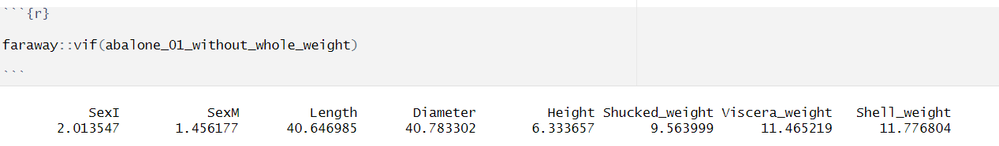 ```{r}
faraway::vif(abalone_01_without_whole_weight)
```
SexI SexM Length Diameter Height Shucked_weight Viscera_weight Shell_weight
2.013547 1.456177 40.646985 40.783302 6.333657 9.563999 11.465219 11.776804